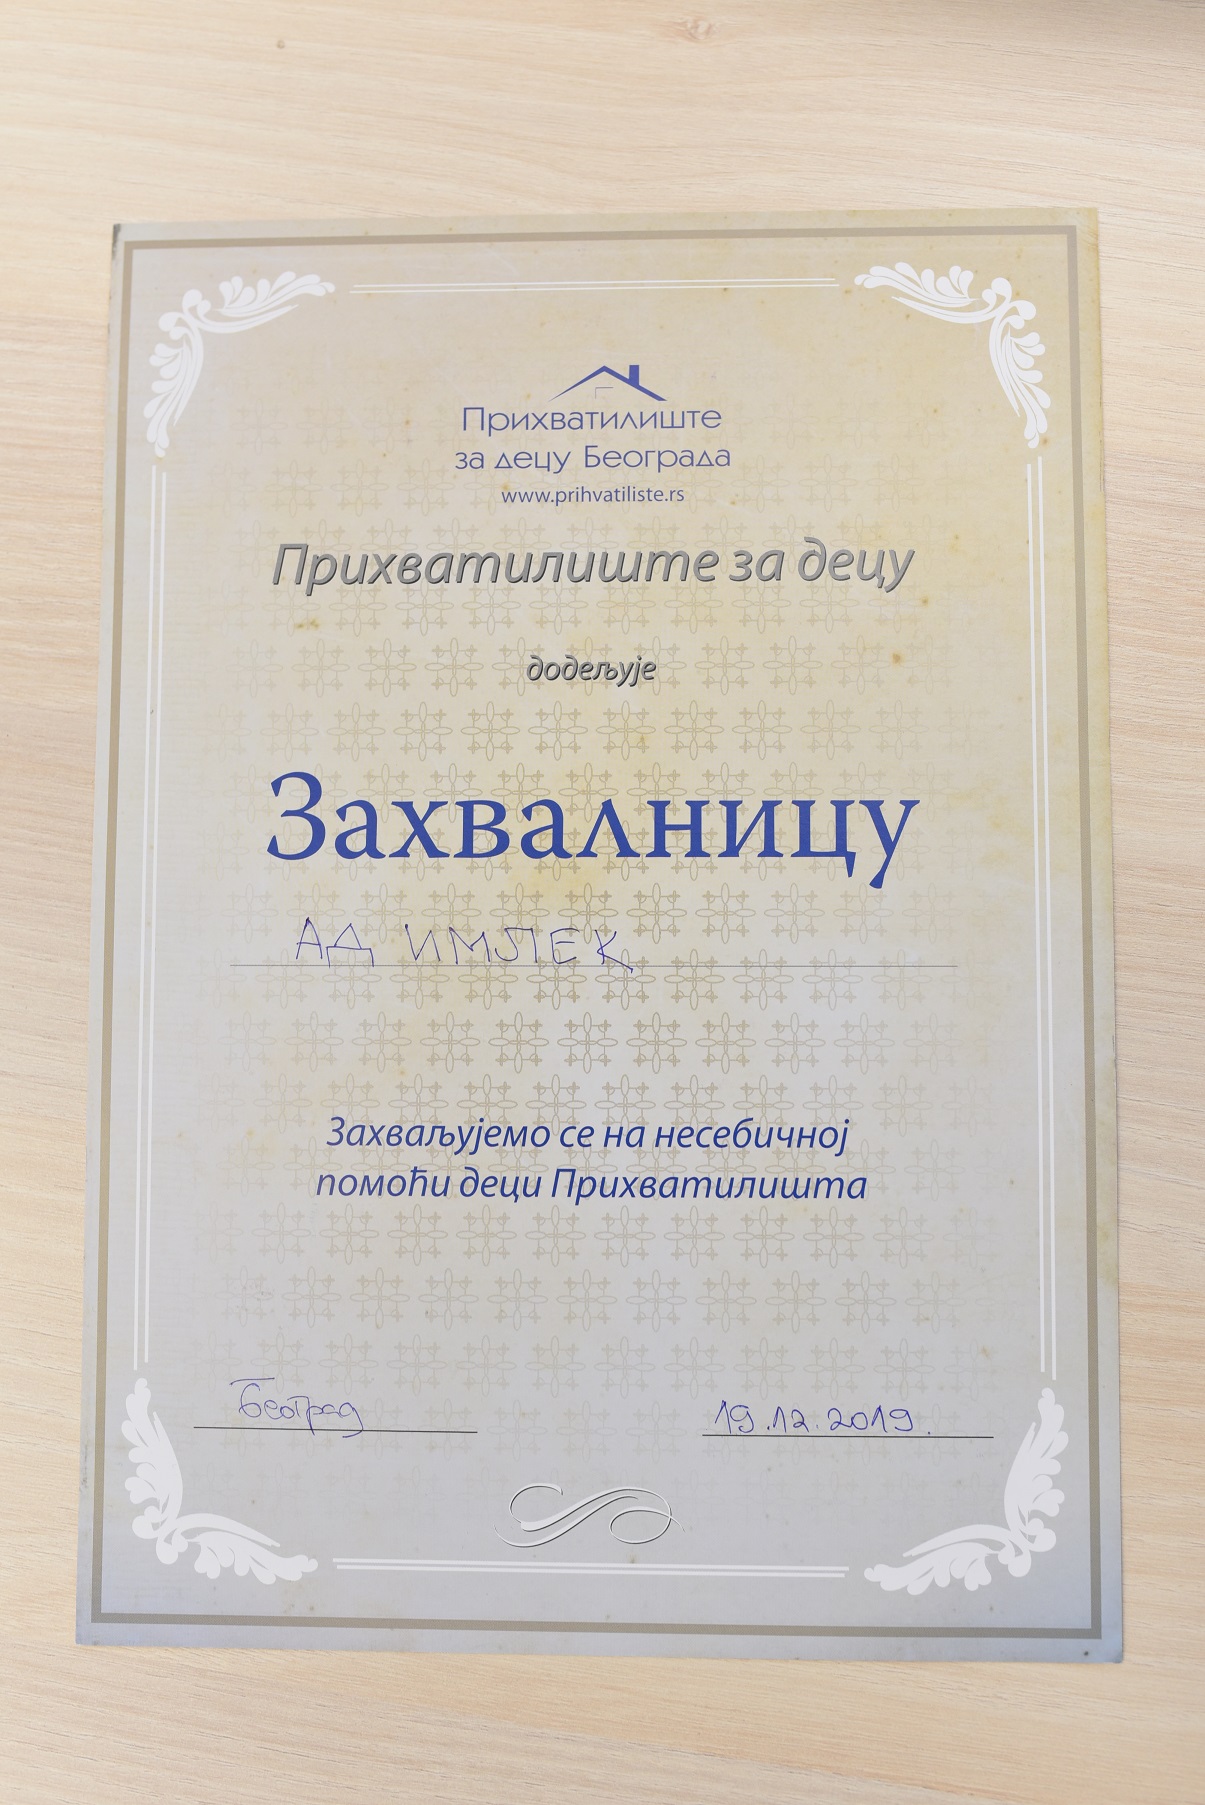 Прихватилиште
за децу Београда
www.prihvatiliste.rs
Прихватилиште за децу
додељује
Захвалницу
АД ИМЛЕК
Захваљујемо се на несебичној
помоћи деци Прихватилишта
Београд 19.12.2019.